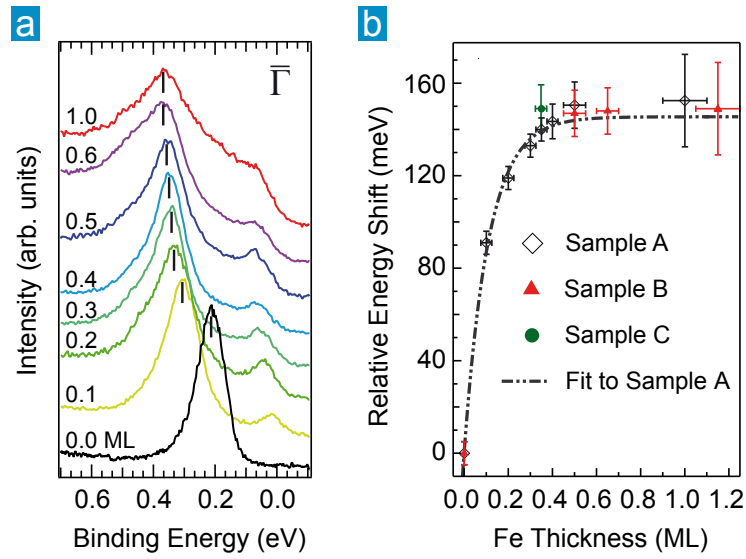 a
Γ̅
1.0
0.6
0.5
0.4
0.3
0.2
0.1
0.0 ML
Intensity (arb. units)
0.6 0.4 0.2 0.0
Binding Energy (eV)
b
160
120
80
40
0
Relative Energy Shift (meV)
Sample A
Sample B
Sample C
Fit to Sample A
0.0 0.2 0.4 0.6 0.8 1.0 1.2
Fe Thickness (ML)